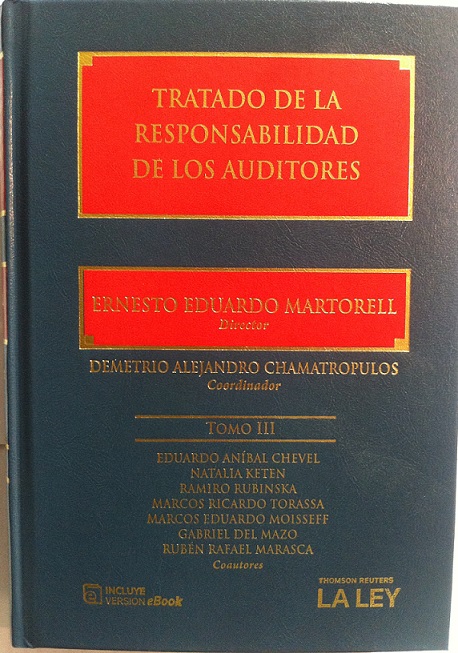 TRATADO DE LA
RESPONSABILIDAD
DE LOS AUDITORES
ERNESTO EDUARDO MARTORELL
Director
DEMETRIO ALEJANDRO CHAMATROPULOS
Coordinador
TOMO III
EDUARDO ANÍBAL CHEVEL
NATALIA KETEN
RAMIRO RUBINSKA
MARCOS RICARDO TORASSA
MARCOS EDUARDO MOISSEFF
GABRIEL DEL MAZO
RUBÉN RAFAEL MARASCA
Coautores
INCLUYE
VERSION eBook
THOMSON REUTERS
LA LEY